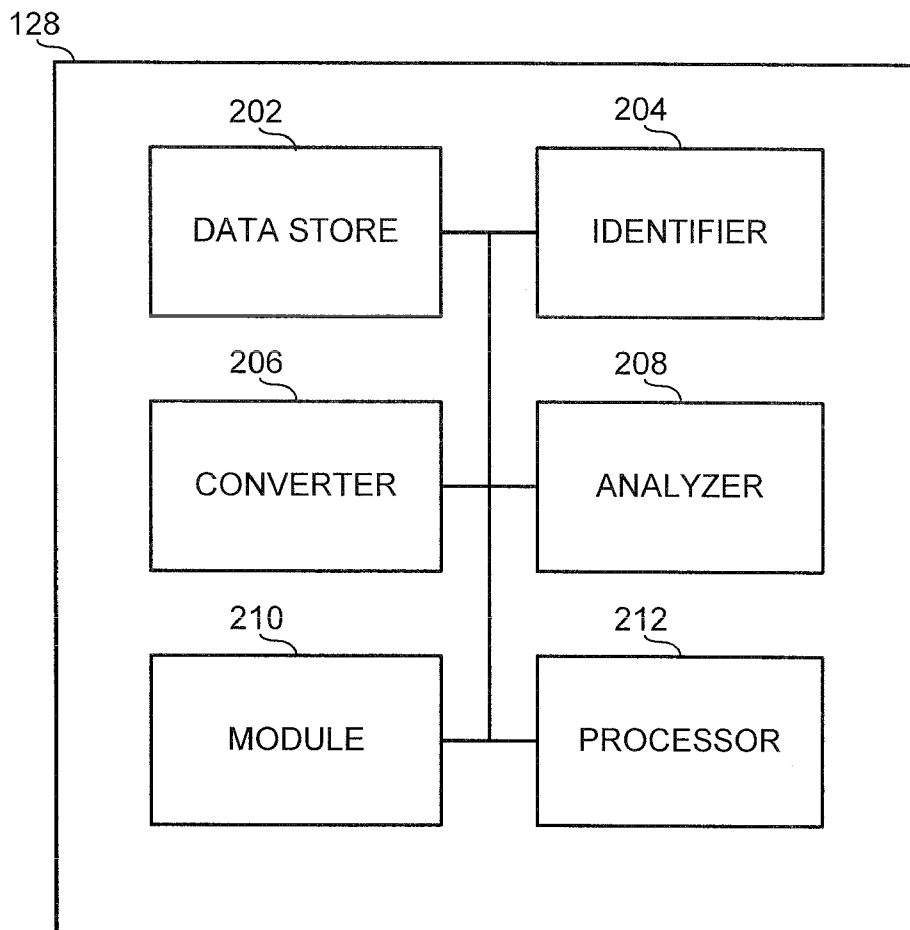 128
202
204
DATA STORE
IDENTIFIER
206
208
CONVERTER
ANALYZER
210
212
MODULE
PROCESSOR